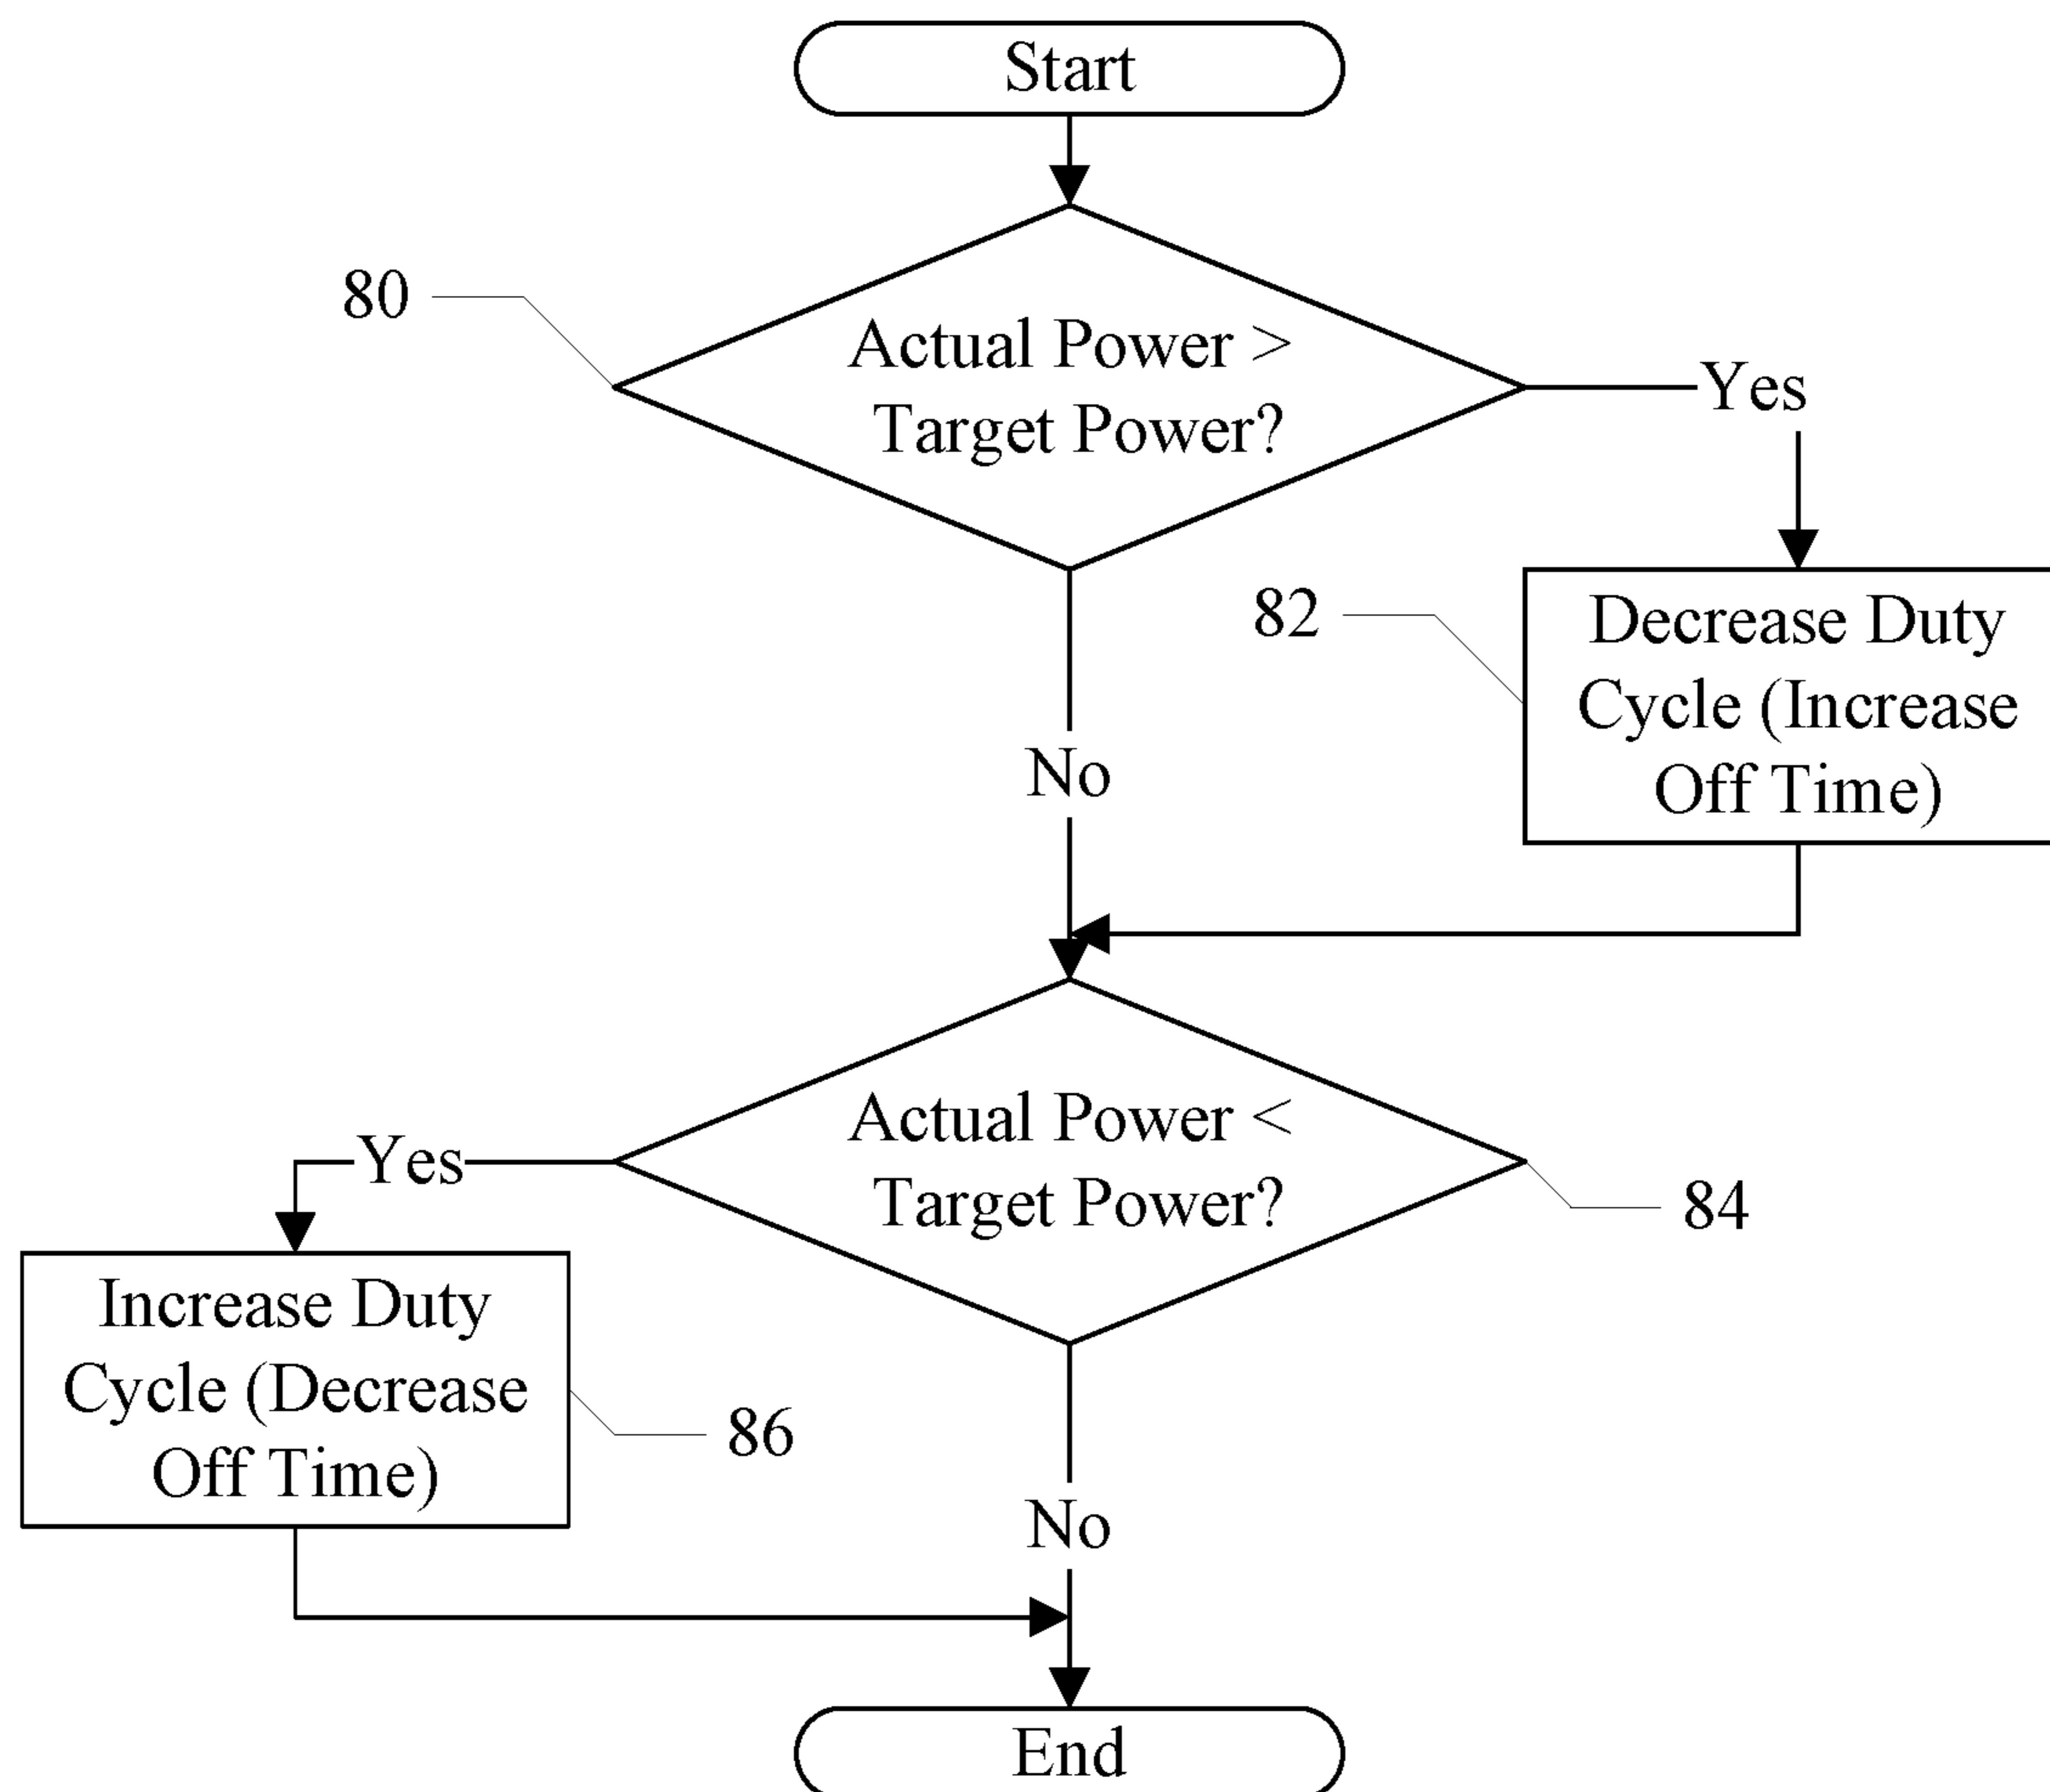 Start
80
Actual Power >
Target Power?
Yes
82
Decrease Duty
Cycle (Increase
Off Time)
No
Actual Power <
Target Power?
Yes
84
Increase Duty
Cycle (Decrease
Off Time)
86
No
End